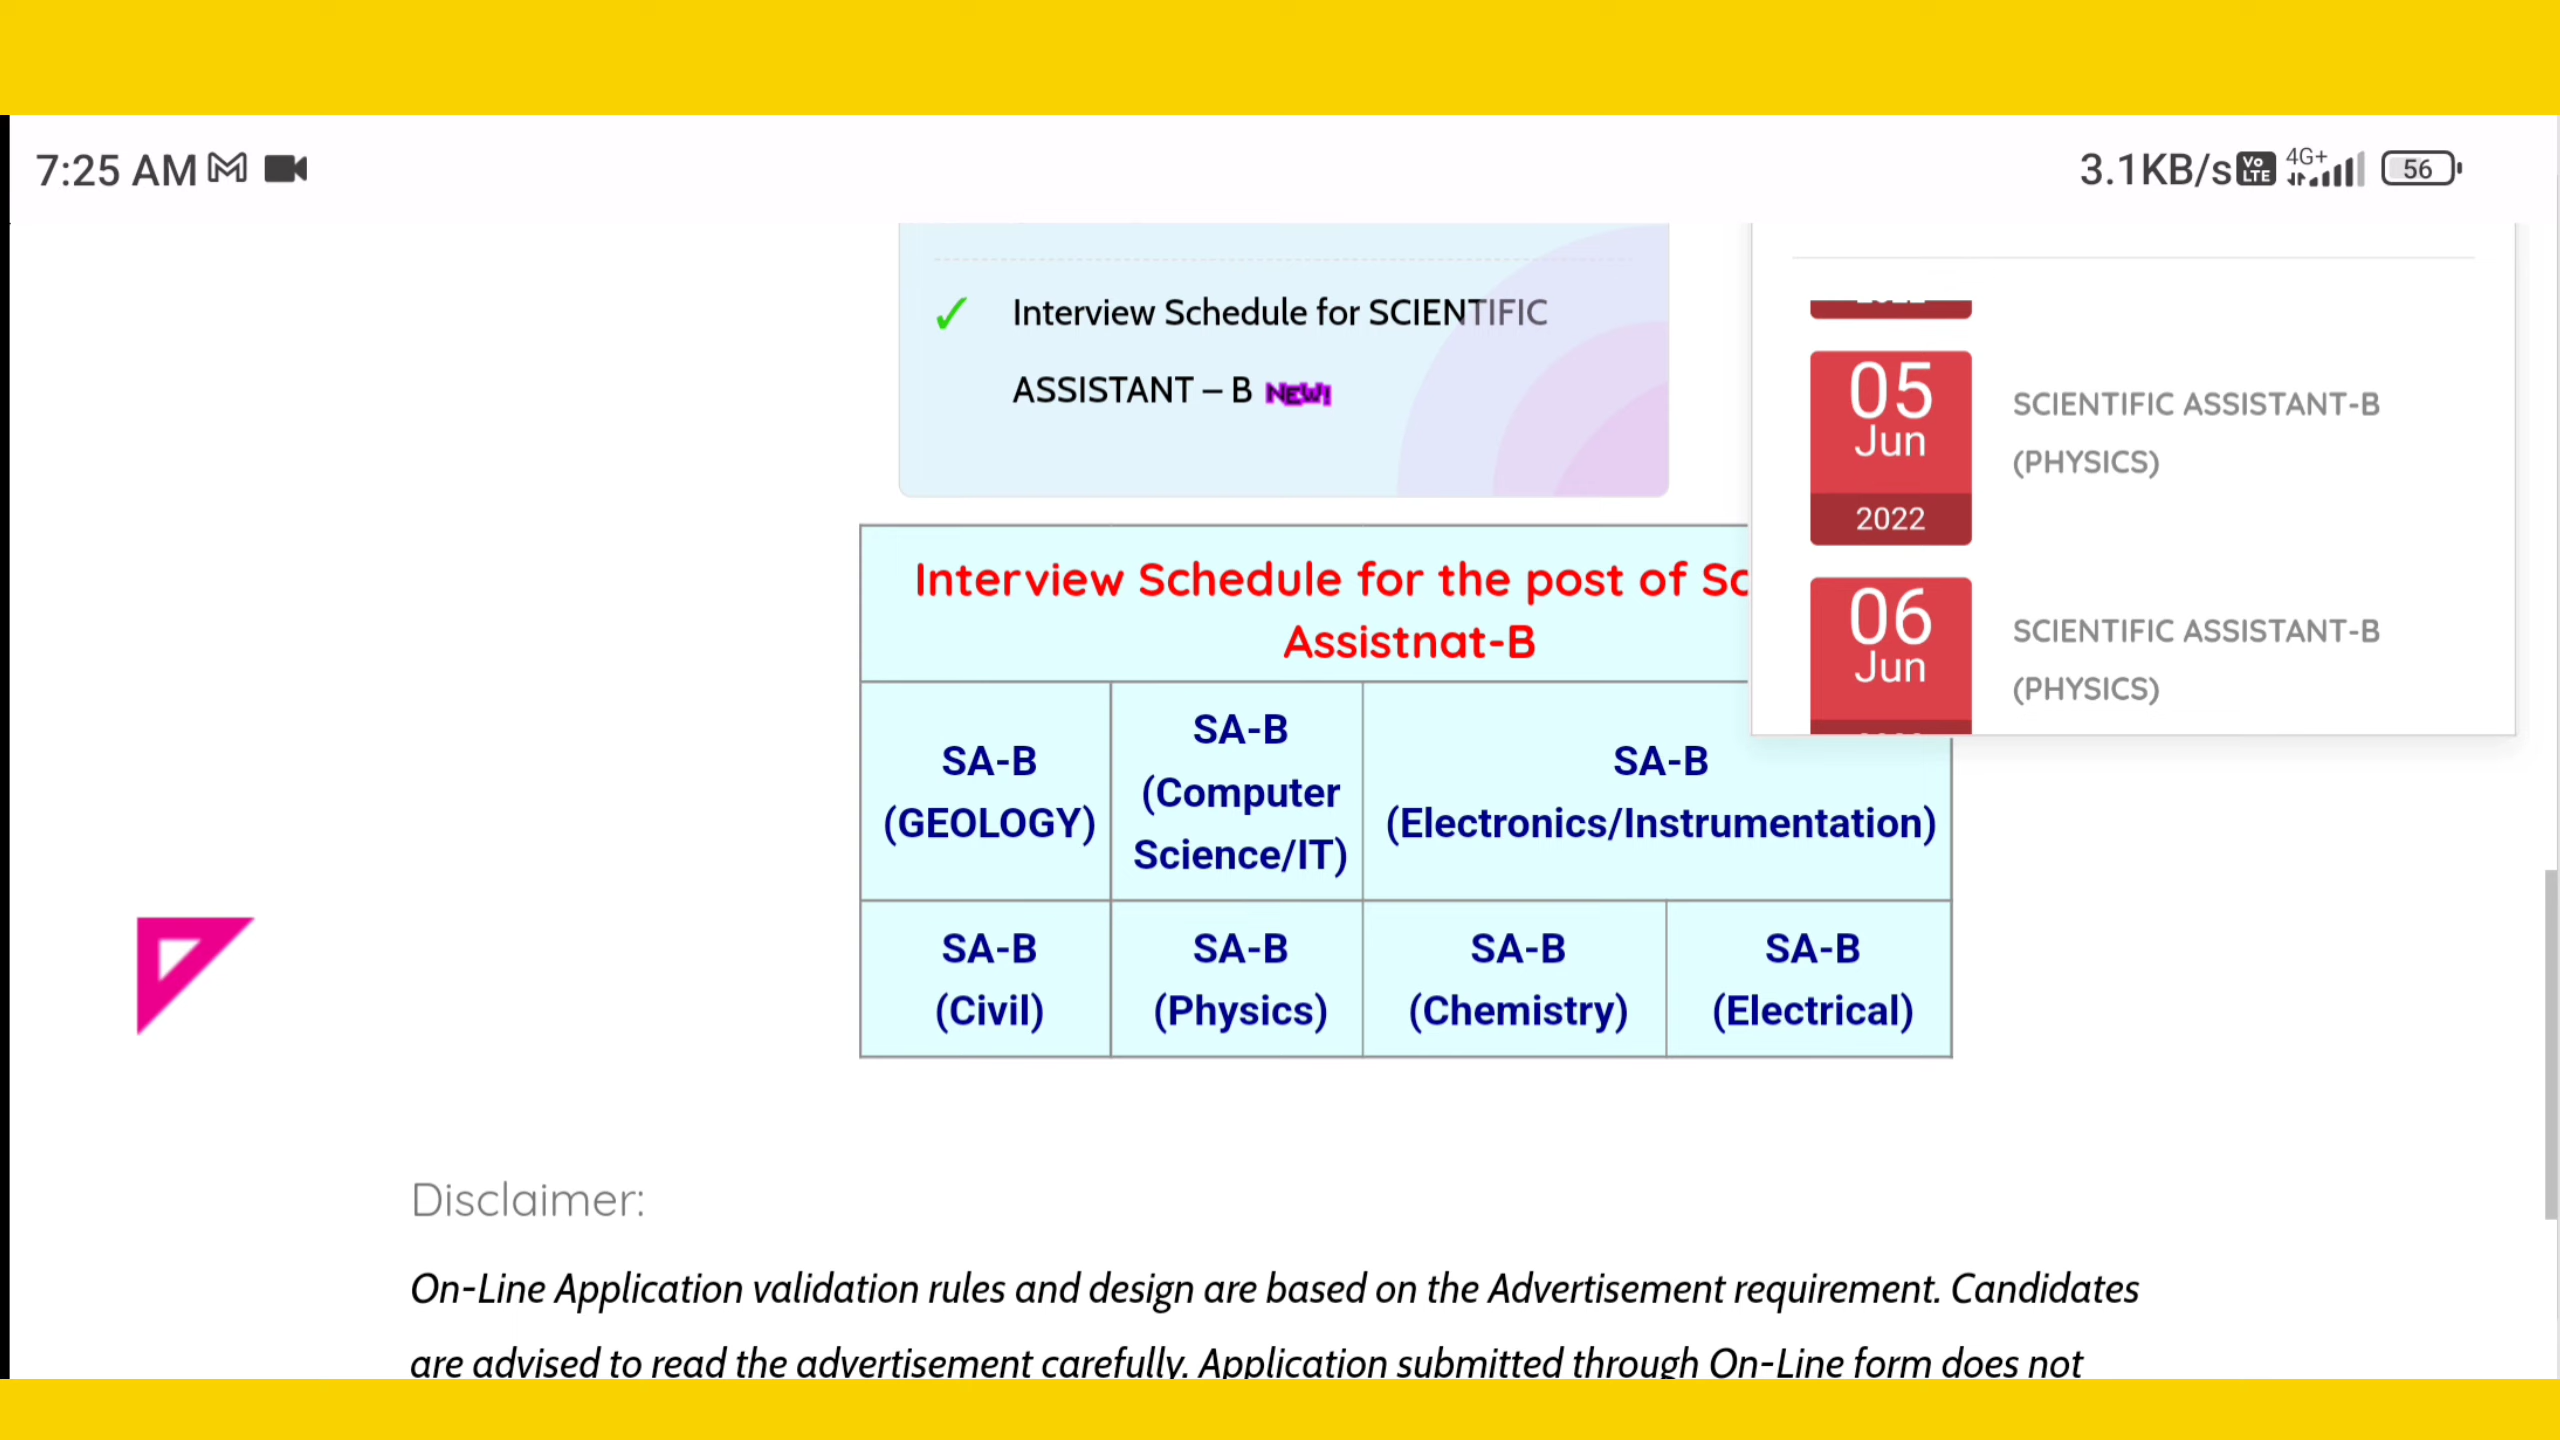 7:25 AM
3.1KB/s Vo LTE 4G+ 56
Interview Schedule for SCIENTIFIC
ASSISTANT – B NEW!
05
Jun
2022
SCIENTIFIC ASSISTANT-B
(PHYSICS)
06
Jun
SCIENTIFIC ASSISTANT-B
(PHYSICS)
Interview Schedule for the post of Sc
Assistnat-B
SA-B
(GEOLOGY)
SA-B
(Computer
Science/IT)
SA-B
(Electronics/Instrumentation)
SA-B
(Civil)
SA-B
(Physics)
SA-B
(Chemistry)
SA-B
(Electrical)
Disclaimer:
On-Line Application validation rules and design are based on the Advertisement requirement. Candidates
are advised to read the advertisement carefully. Application submitted through On-Line form does not